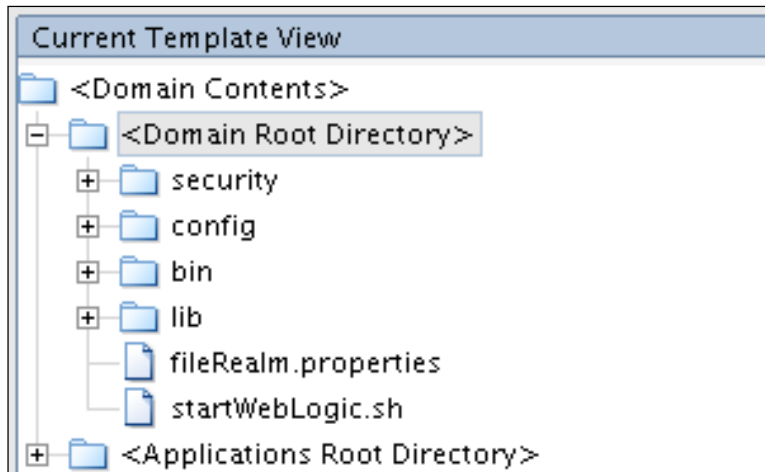 Current Template View
<Domain Contents>
<Domain Root Directory>
security
config
bin
lib
fileRealm.properties
startWebLogic.sh
<Applications Root Directory>